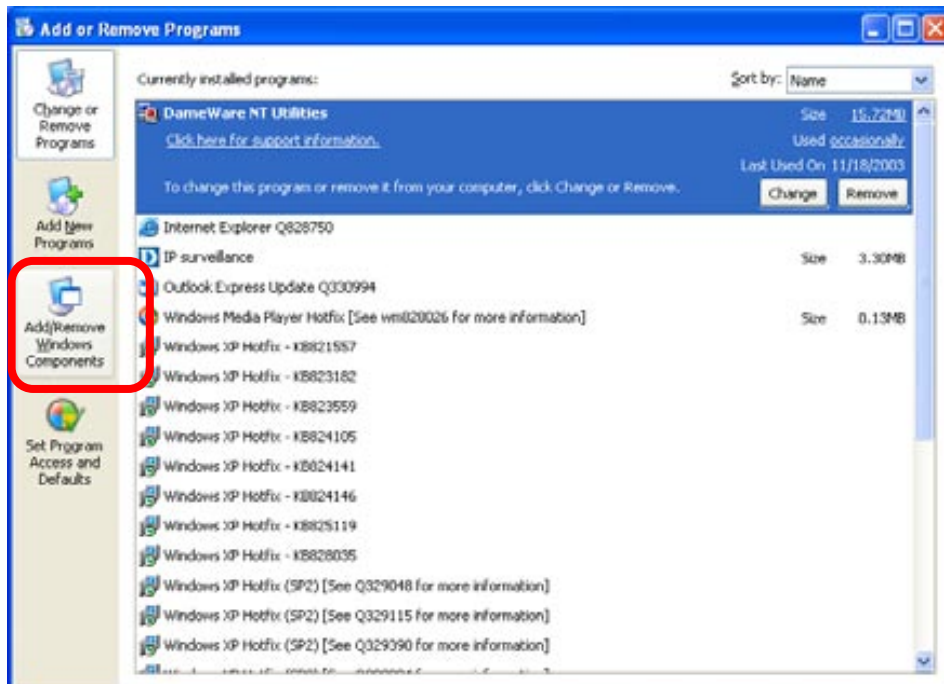 Add or Remove Programs
Change or
Remove
Programs
Add New
Programs
Add/Remove
Windows
Components
Set Program
Access and
Defaults
Currently installed programs:
Sort by: Name
DameWare NT Utilities Size 15.72MB
Click here for support information. Used occasionally
Last Used On 11/18/2003
To change this program or remove it from your computer, click Change or Remove. Change Remove
Internet Explorer Q828750
IP surveillance Size 3.30MB
Outlook Express Update Q330994
Windows Media Player Hotfix [See wm828026 for more information] Size 0.13MB
Windows XP Hotfix - KB821557
Windows XP Hotfix - KB823182
Windows XP Hotfix - KB823559
Windows XP Hotfix - KB824105
Windows XP Hotfix - KB824141
Windows XP Hotfix - KB824146
Windows XP Hotfix - KB825119
Windows XP Hotfix - KB828035
Windows XP Hotfix (SP2) [See Q329048 for more information]
Windows XP Hotfix (SP2) [See Q329115 for more information]
Windows XP Hotfix (SP2) [See Q329390 for more information]